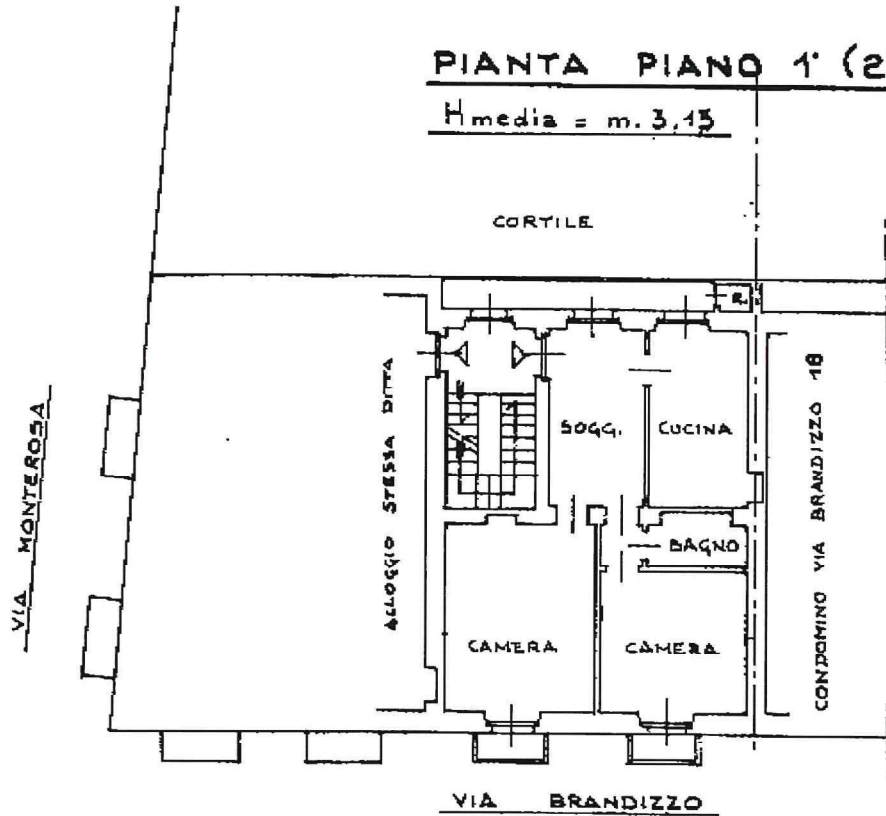 PIANTA PIANO 1° (2
Hmedia = m. 3,15
CORTILE
R.
ALLOGGIO STESSA DITTA
SOGG.
CUCINA
VIA MONTEROSA
CONDOMINO VIA BRANDIZZO 18
BAGNO
CAMERA
CAMERA
VIA BRANDIZZO